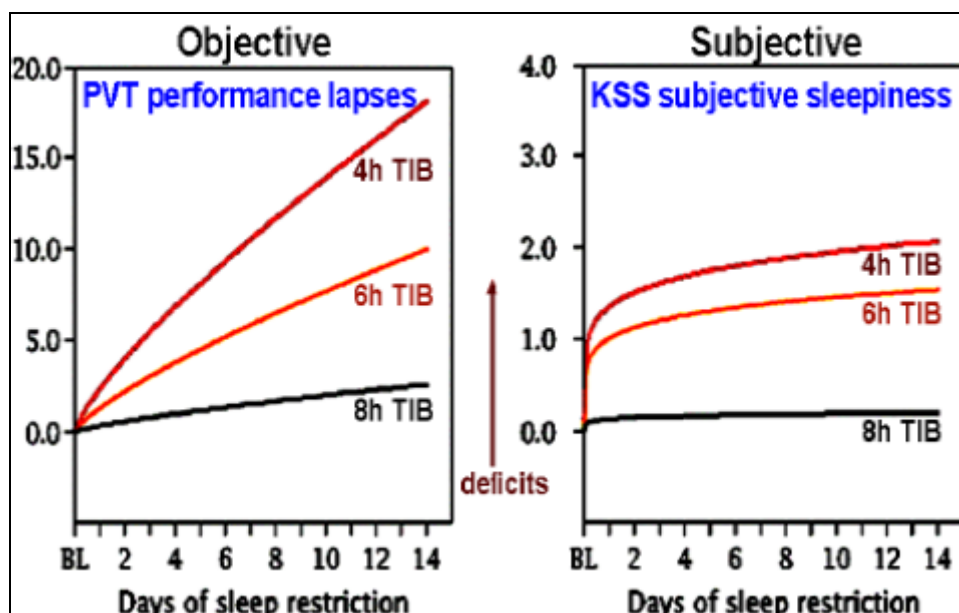 Objective
PVT performance lapses
20.0
15.0
10.0
5.0
0.0
4h TIB
6h TIB
8h TIB
BL 2 4 6 8 10 12 14
Days of sleep restriction
deficits
Subjective
KSS subjective sleepiness
4.0
3.0
2.0
1.0
0.0
4h TIB
6h TIB
8h TIB
BL 2 4 6 8 10 12 14
Days of sleep restriction